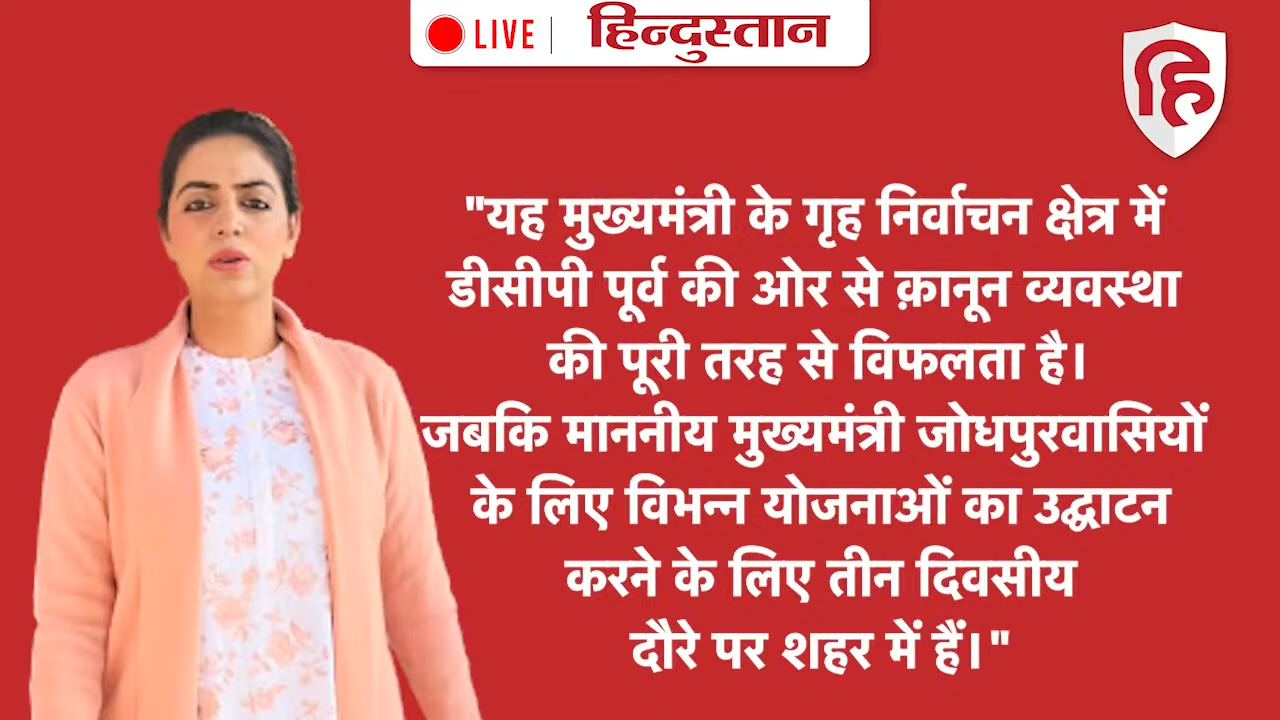 LIVE हिन्दुस्तान
हि
"यह मुख्यमंत्री के गृह निर्वाचन क्षेत्र में
डीसीपी पूर्व की ओर से क़ानून व्यवस्था
की पूरी तरह से विफलता है।
जबकि माननीय मुख्यमंत्री जोधपुरवासियों
के लिए विभन्न योजनाओं का उद्घाटन
करने के लिए तीन दिवसीय
दौरे पर शहर में हैं।"